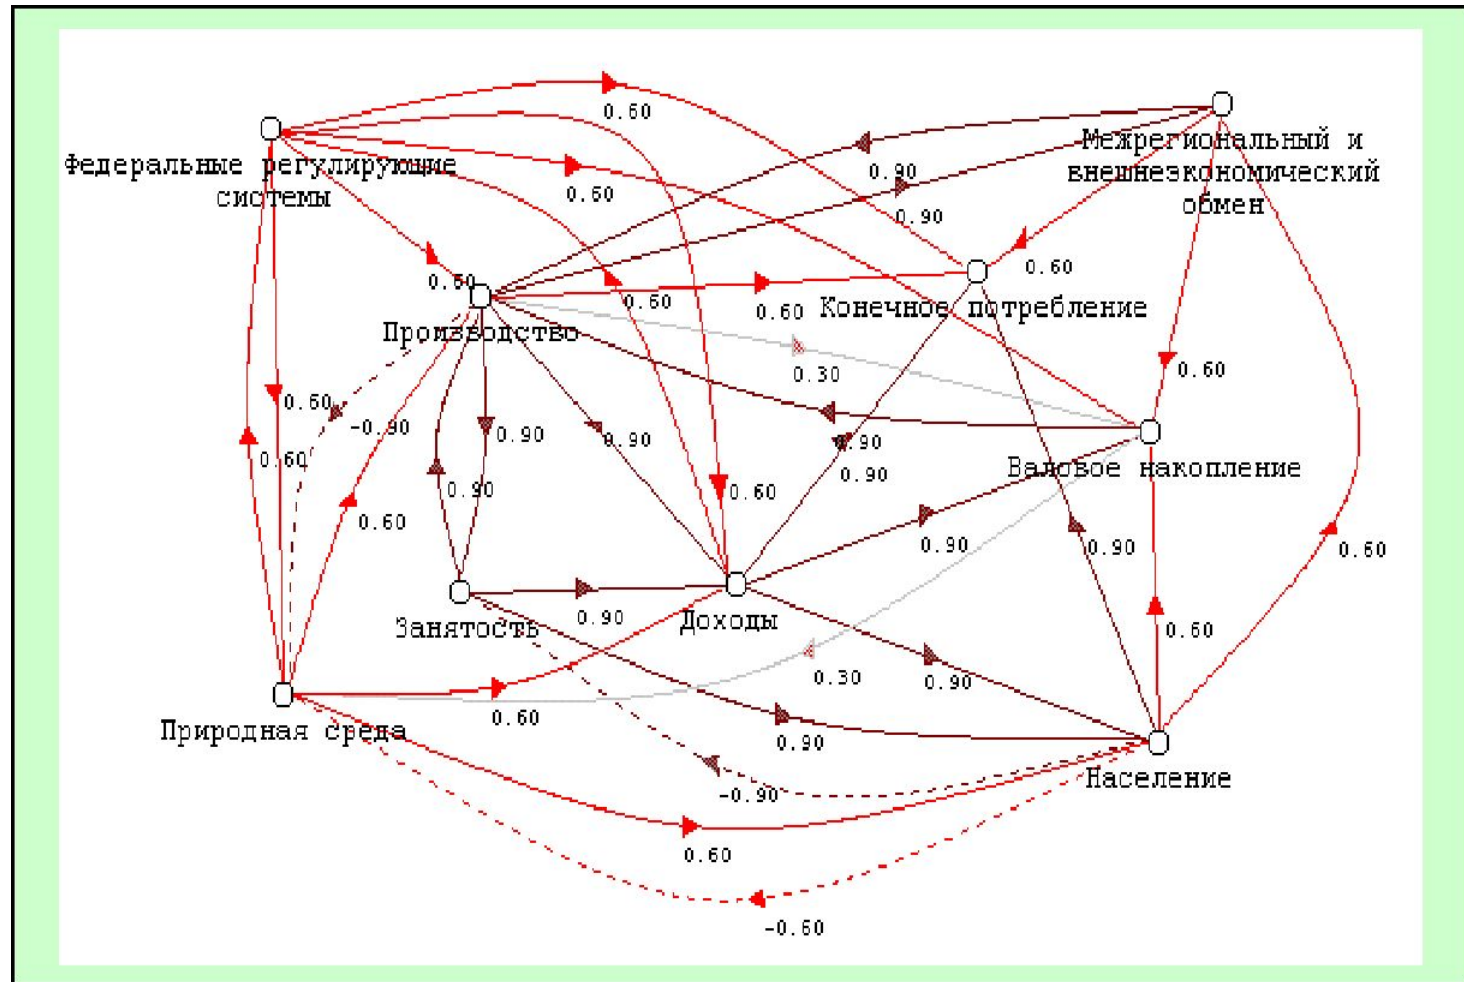 0.60
Федеральные регулирующие
системы
Межрегиональный и
внешнеэкономический
обмен
0.90
0.60
0.90
0.60
0.60
0.60
0.60
Конечное потребление
Производство
0.30
0.60
0.60
-0.90
0.90
0.90
0.90
0.60
Валовое накопление
0.90
0.90
0.60
0.60
0.90
0.90
0.60
0.90
Занятость
Доходы
0.60
0.30
0.90
0.60
Природная среда
0.90
Население
-0.90
0.60
-0.60